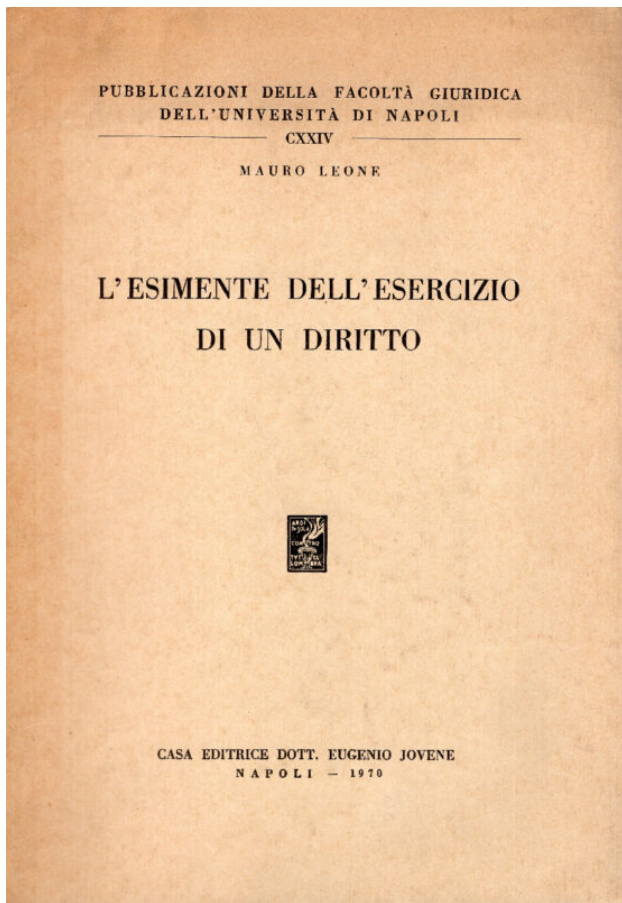 PUBBLICAZIONI DELLA FACOLTÀ GIURIDICA
DELL'UNIVERSITÀ DI NAPOLI
CXXIV
MAURO LEONE
L'ESIMENTE DELL'ESERCIZIO
DI UN DIRITTO
CASA EDITRICE DOTT. EUGENIO JOVENE
NAPOLI — 1970